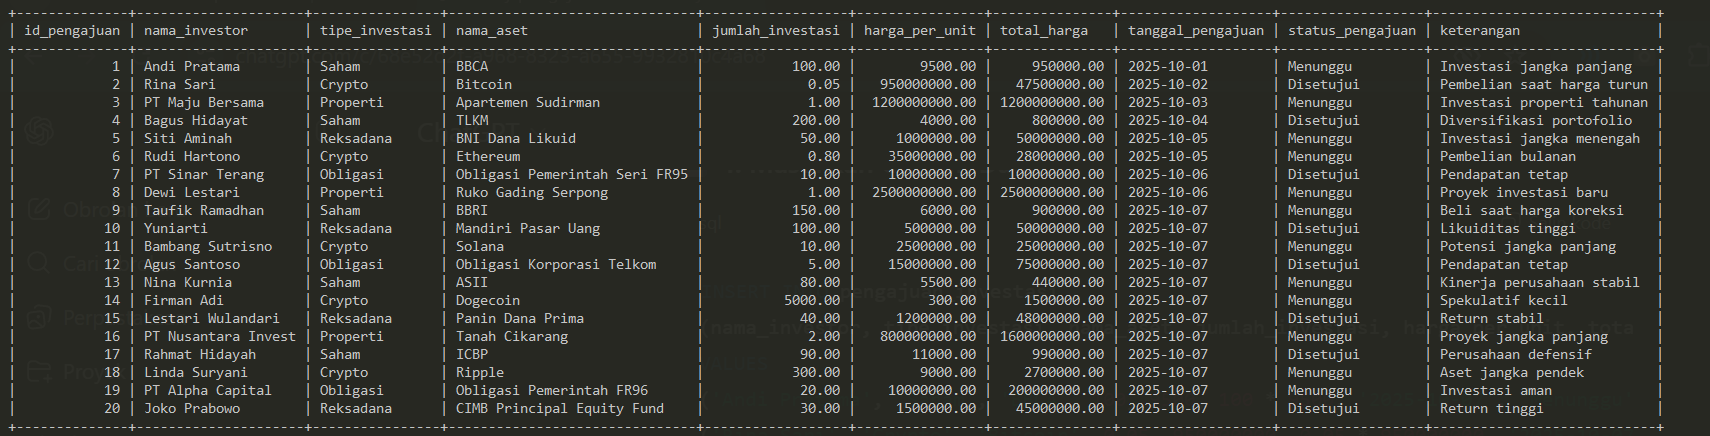 | id_pengajuan | nama_investor | tipe_investasi | nama_aset | jumlah_investasi | harga_per_unit | total_harga | tanggal_pengajuan | status_pengajuan | keterangan |
| 1 | Andi Pratama | Saham | BBCA | 100.00 | 9500.00 | 950000.00 | 2025-10-01 | Menunggu | Investasi jangka panjang |
| 2 | Rina Sari | Crypto | Bitcoin | 0.05 | 950000000.00 | 47500000.00 | 2025-10-02 | Disetujui | Pembelian saat harga turun |
| 3 | PT Maju Bersama | Properti | Apartemen Sudirman | 1.00 | 1200000000.00 | 1200000000.00 | 2025-10-03 | Menunggu | Investasi properti tahunan |
| 4 | Bagus Hidayat | Saham | TLKM | 200.00 | 4000.00 | 800000.00 | 2025-10-04 | Disetujui | Diversifikasi portofolio |
| 5 | Siti Aminah | Reksadana | BNI Dana Likuid | 50.00 | 1000000.00 | 50000000.00 | 2025-10-05 | Menunggu | Investasi jangka menengah |
| 6 | Rudi Hartono | Crypto | Ethereum | 0.80 | 35000000.00 | 28000000.00 | 2025-10-05 | Menunggu | Pembelian bulanan |
| 7 | PT Sinar Terang | Obligasi | Obligasi Pemerintah Seri FR95 | 10.00 | 10000000.00 | 100000000.00 | 2025-10-06 | Disetujui | Pendapatan tetap |
| 8 | Dewi Lestari | Properti | Ruko Gading Serpong | 1.00 | 2500000000.00 | 2500000000.00 | 2025-10-06 | Menunggu | Proyek investasi baru |
| 9 | Taufik Ramadhan | Saham | BBRI | 150.00 | 6000.00 | 900000.00 | 2025-10-07 | Menunggu | Beli saat harga koreksi |
| 10 | Yuniarti | Reksadana | Mandiri Pasar Uang | 100.00 | 500000.00 | 50000000.00 | 2025-10-07 | Disetujui | Likuiditas tinggi |
| 11 | Bambang Sutrisno | Crypto | Solana | 10.00 | 2500000.00 | 25000000.00 | 2025-10-07 | Menunggu | Potensi jangka panjang |
| 12 | Agus Santoso | Obligasi | Obligasi Korporasi Telkom | 5.00 | 15000000.00 | 75000000.00 | 2025-10-07 | Disetujui | Pendapatan tetap |
| 13 | Nina Kurnia | Saham | ASII | 80.00 | 5500.00 | 440000.00 | 2025-10-07 | Menunggu | Kinerja perusahaan stabil |
| 14 | Firman Adi | Crypto | Dogecoin | 5000.00 | 300.00 | 1500000.00 | 2025-10-07 | Menunggu | Spekulatif kecil |
| 15 | Lestari Wulandari | Reksadana | Panin Dana Prima | 40.00 | 1200000.00 | 48000000.00 | 2025-10-07 | Disetujui | Return stabil |
| 16 | PT Nusantara Invest | Properti | Tanah Cikarang | 2.00 | 800000000.00 | 1600000000.00 | 2025-10-07 | Menunggu | Proyek jangka panjang |
| 17 | Rahmat Hidayah | Saham | ICBP | 90.00 | 11000.00 | 990000.00 | 2025-10-07 | Disetujui | Perusahaan defensif |
| 18 | Linda Suryani | Crypto | Ripple | 300.00 | 9000.00 | 2700000.00 | 2025-10-07 | Menunggu | Aset jangka pendek |
| 19 | PT Alpha Capital | Obligasi | Obligasi Pemerintah FR96 | 20.00 | 10000000.00 | 200000000.00 | 2025-10-07 | Menunggu | Investasi aman |
| 20 | Joko Prabowo | Reksadana | CIMB Principal Equity Fund | 30.00 | 1500000.00 | 45000000.00 | 2025-10-07 | Disetujui | Return tinggi |